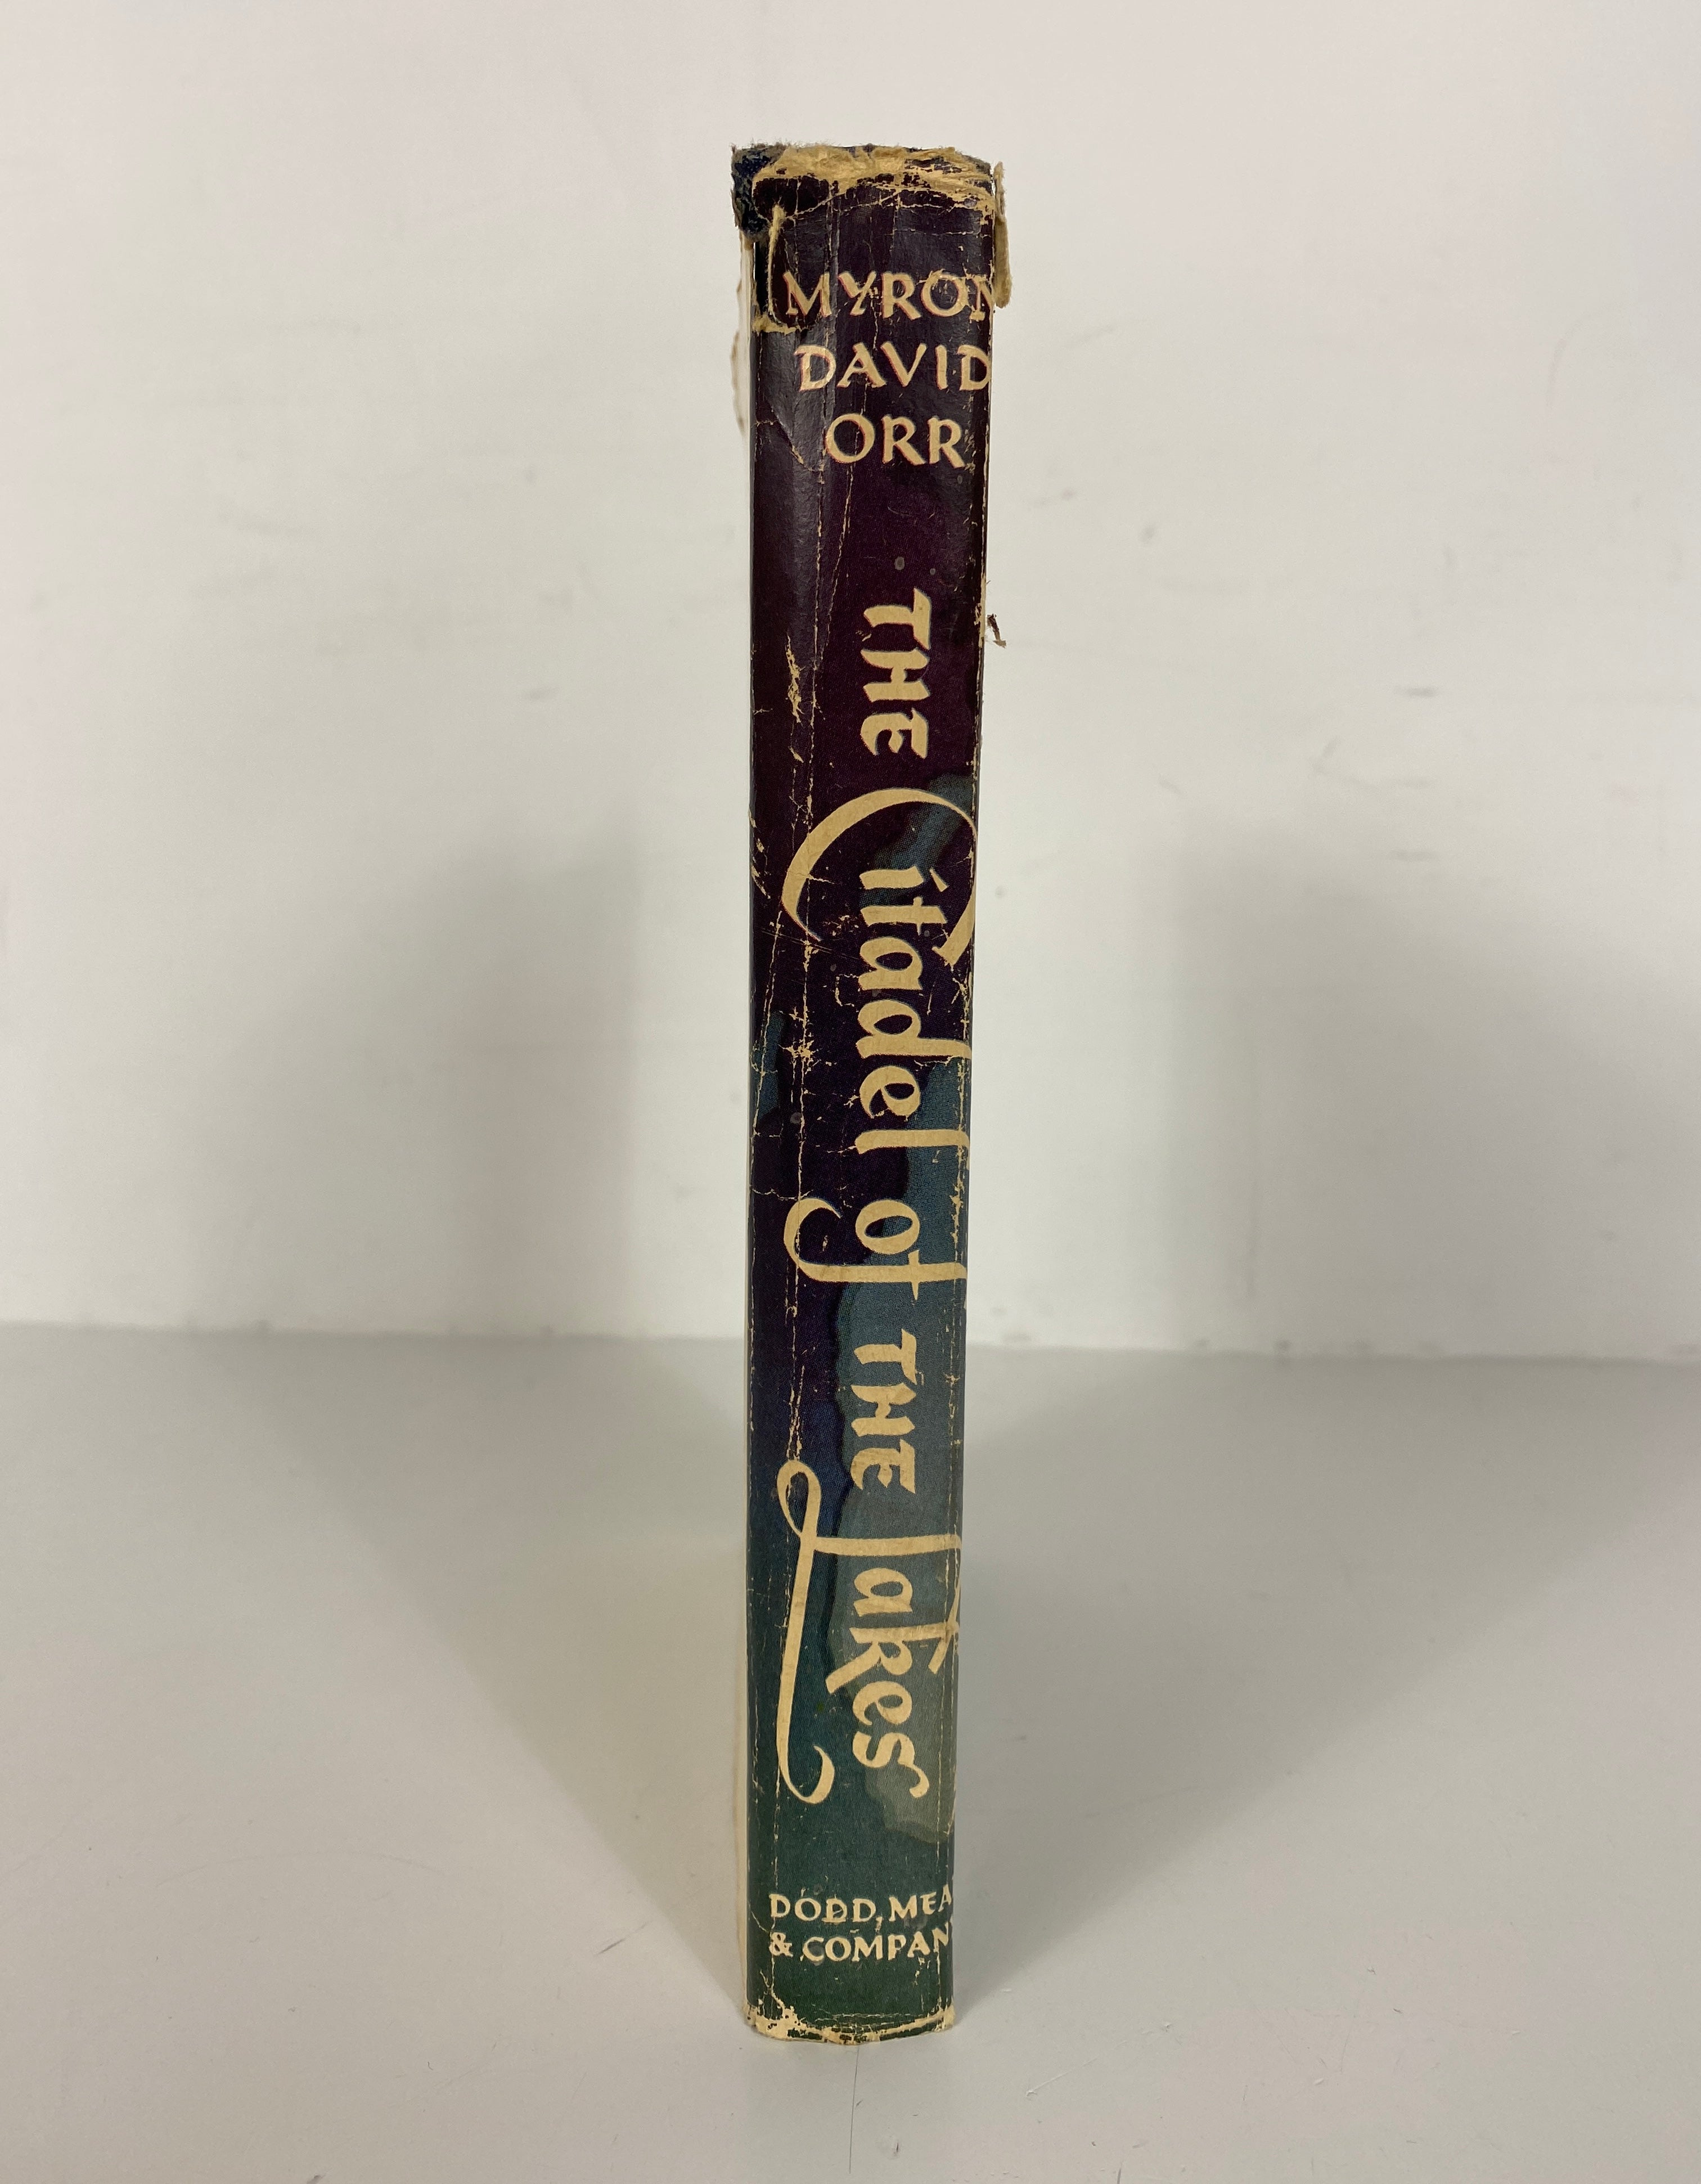 MYRON
DAVID
ORR
THE Citadel of THE Lakes
DODD, MEA
& COMPAN